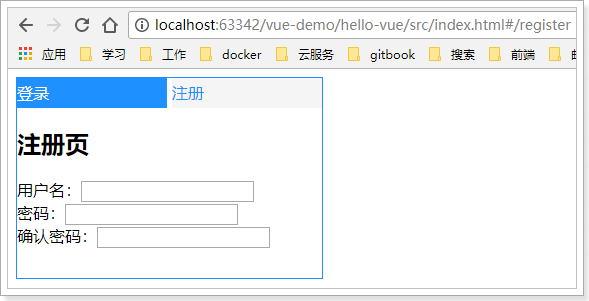 localhost:63342/vue-demo/hello-vue/src/index.html#/register
应用 学习 工作 docker 云服务 gitbook 搜索 前端
登录 注册
注册页
用户名：
密码：
确认密码：